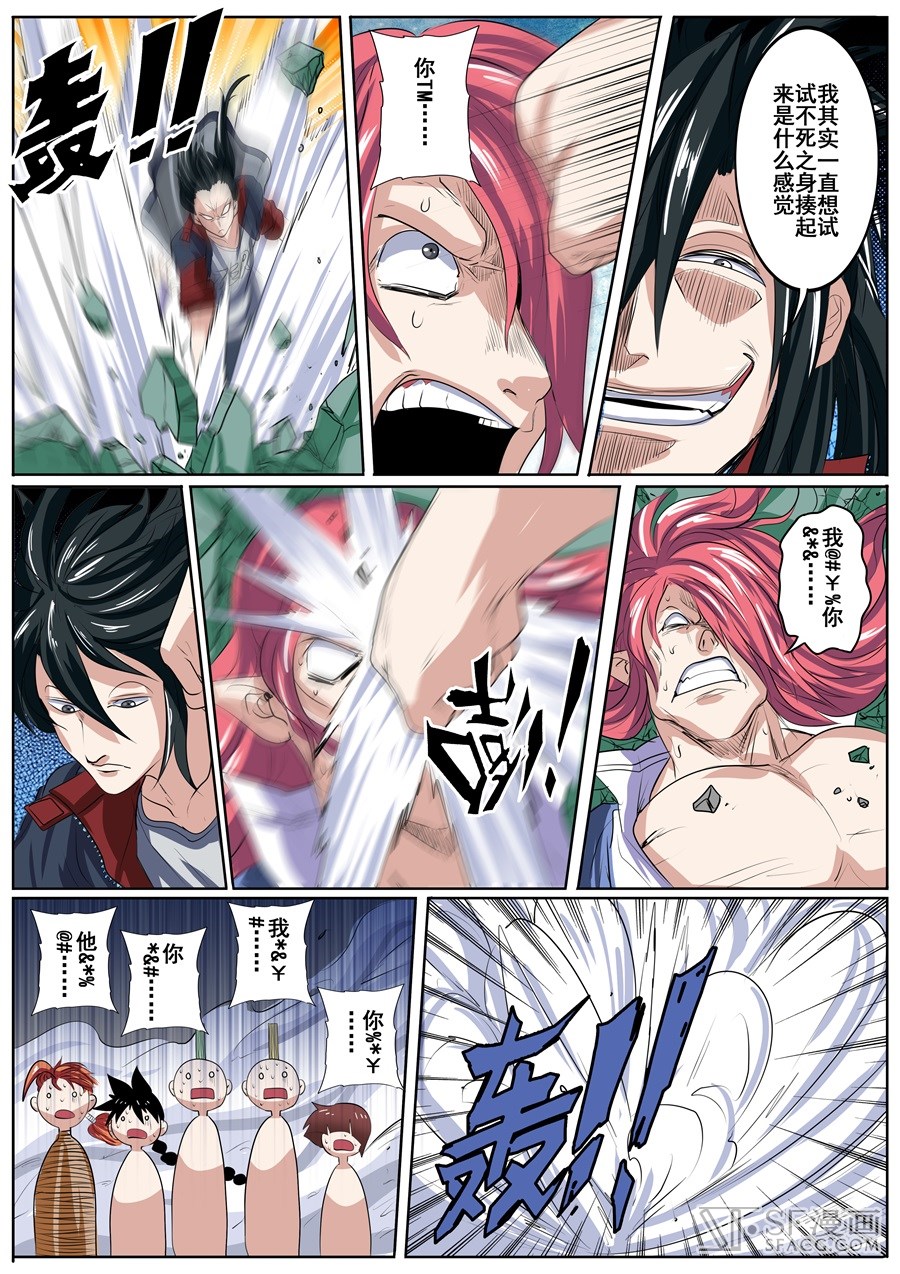 我其实一直想试
试不死之身揍起
来是什么感觉
你TM……
轰!!
我@#￥%你
&*&……
咕!!
轰!!
你%*￥
……
我*&￥
#……
你
*&#……
他&*%
@#……
SF漫画
SFACG.COM